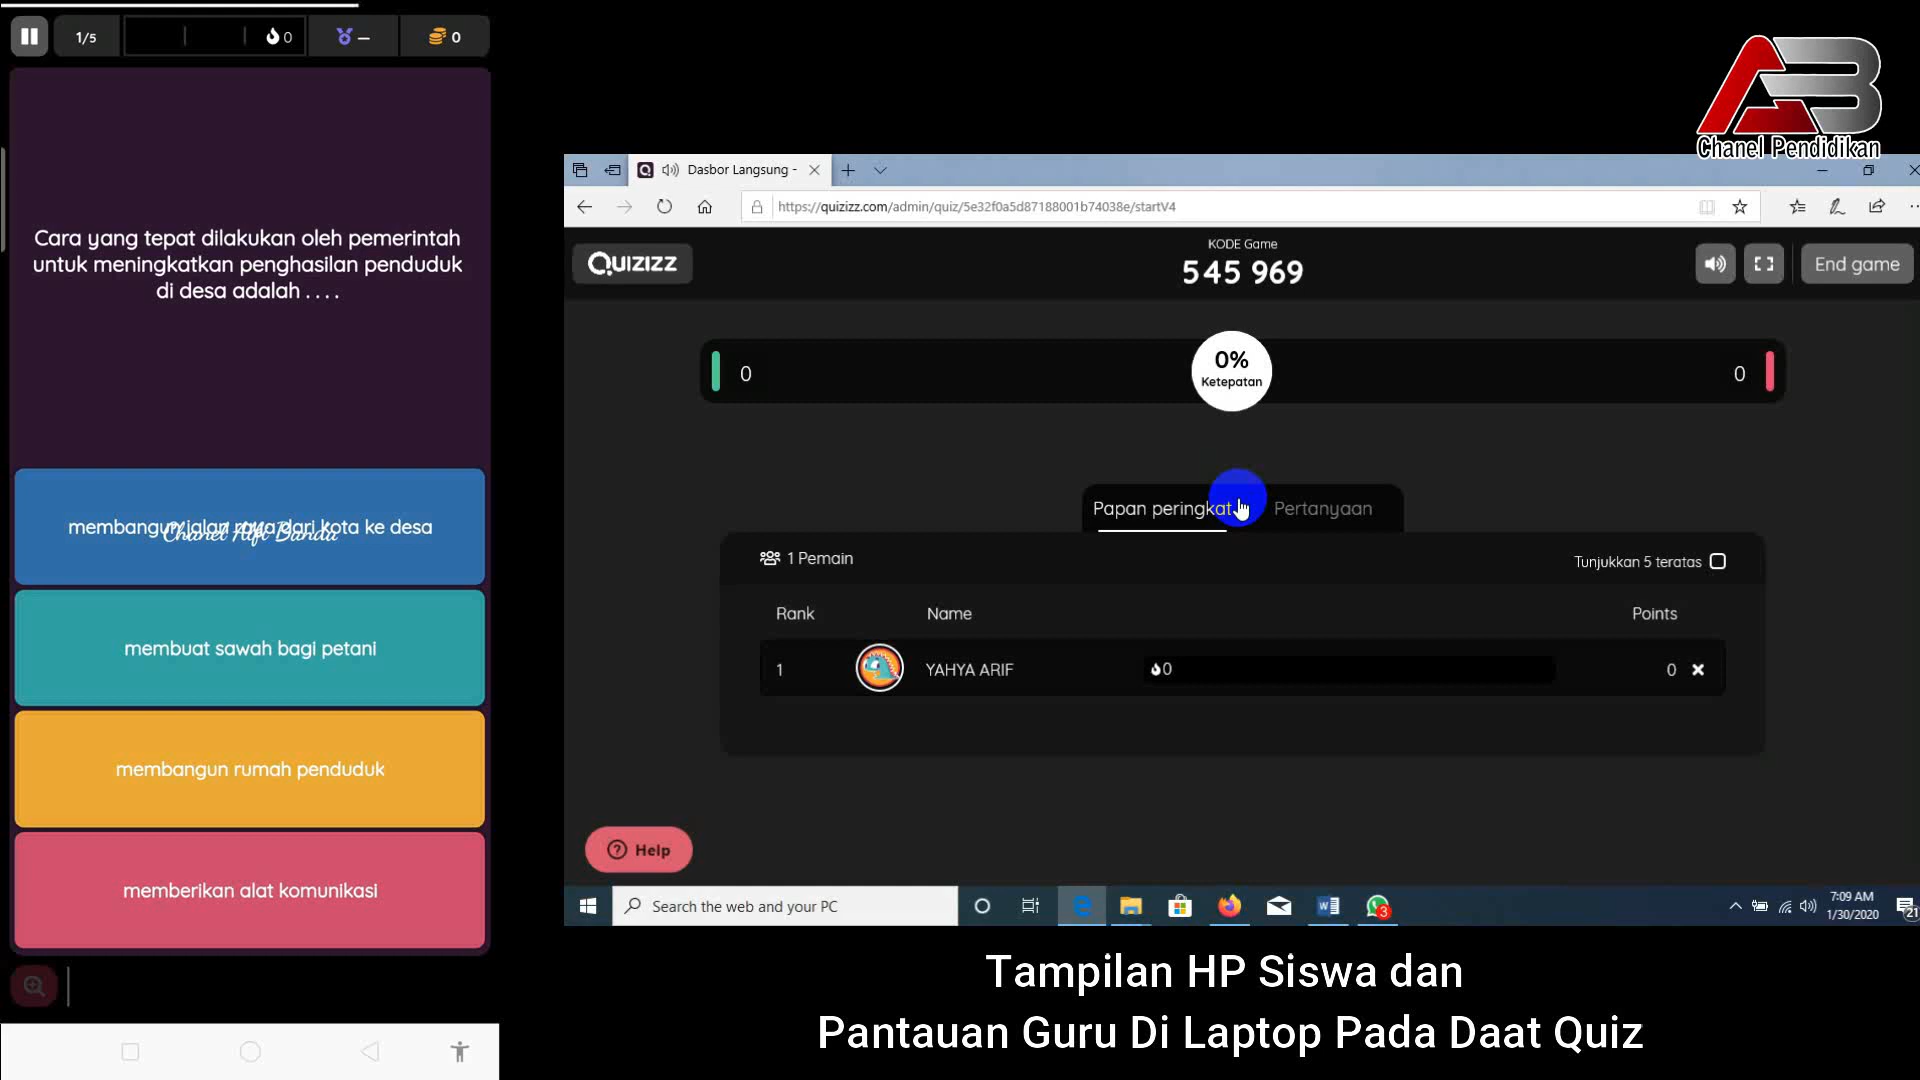 1/5
0
—
0
Cara yang tepat dilakukan oleh pemerintah
untuk meningkatkan penghasilan penduduk
di desa adalah . . . .
membangun jalan raya dari kota ke desa
Chanel Alfi Banda
membuat sawah bagi petani
membangun rumah penduduk
memberikan alat komunikasi
Chanel Pendidikan
Dasbor Langsung -
https://quizizz.com/admin/quiz/5e32f0a5d87188001b74038e/startV4
QUIZIZZ
KODE Game
545 969
End game
0
0%
Ketepatan
0
Papan peringkat
Pertanyaan
1 Pemain
Tunjukkan 5 teratas
Rank Name Points
1 YAHYA ARIF 0 0
Help
Search the web and your PC
3
7:09 AM
1/30/2020
21
Tampilan HP Siswa dan
Pantauan Guru Di Laptop Pada Daat Quiz